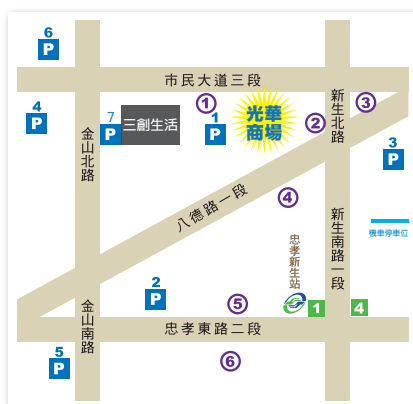 6
P
市民大道三段
4
P
金山北路
7
P
三創生活
①
1
P
光華
商場
②
新生北路
③
3
P
八德路一段
④
新生南路一段
機車停車位
忠孝新生站
2
P
⑤
1
4
金山南路
忠孝東路二段
5
P
⑥